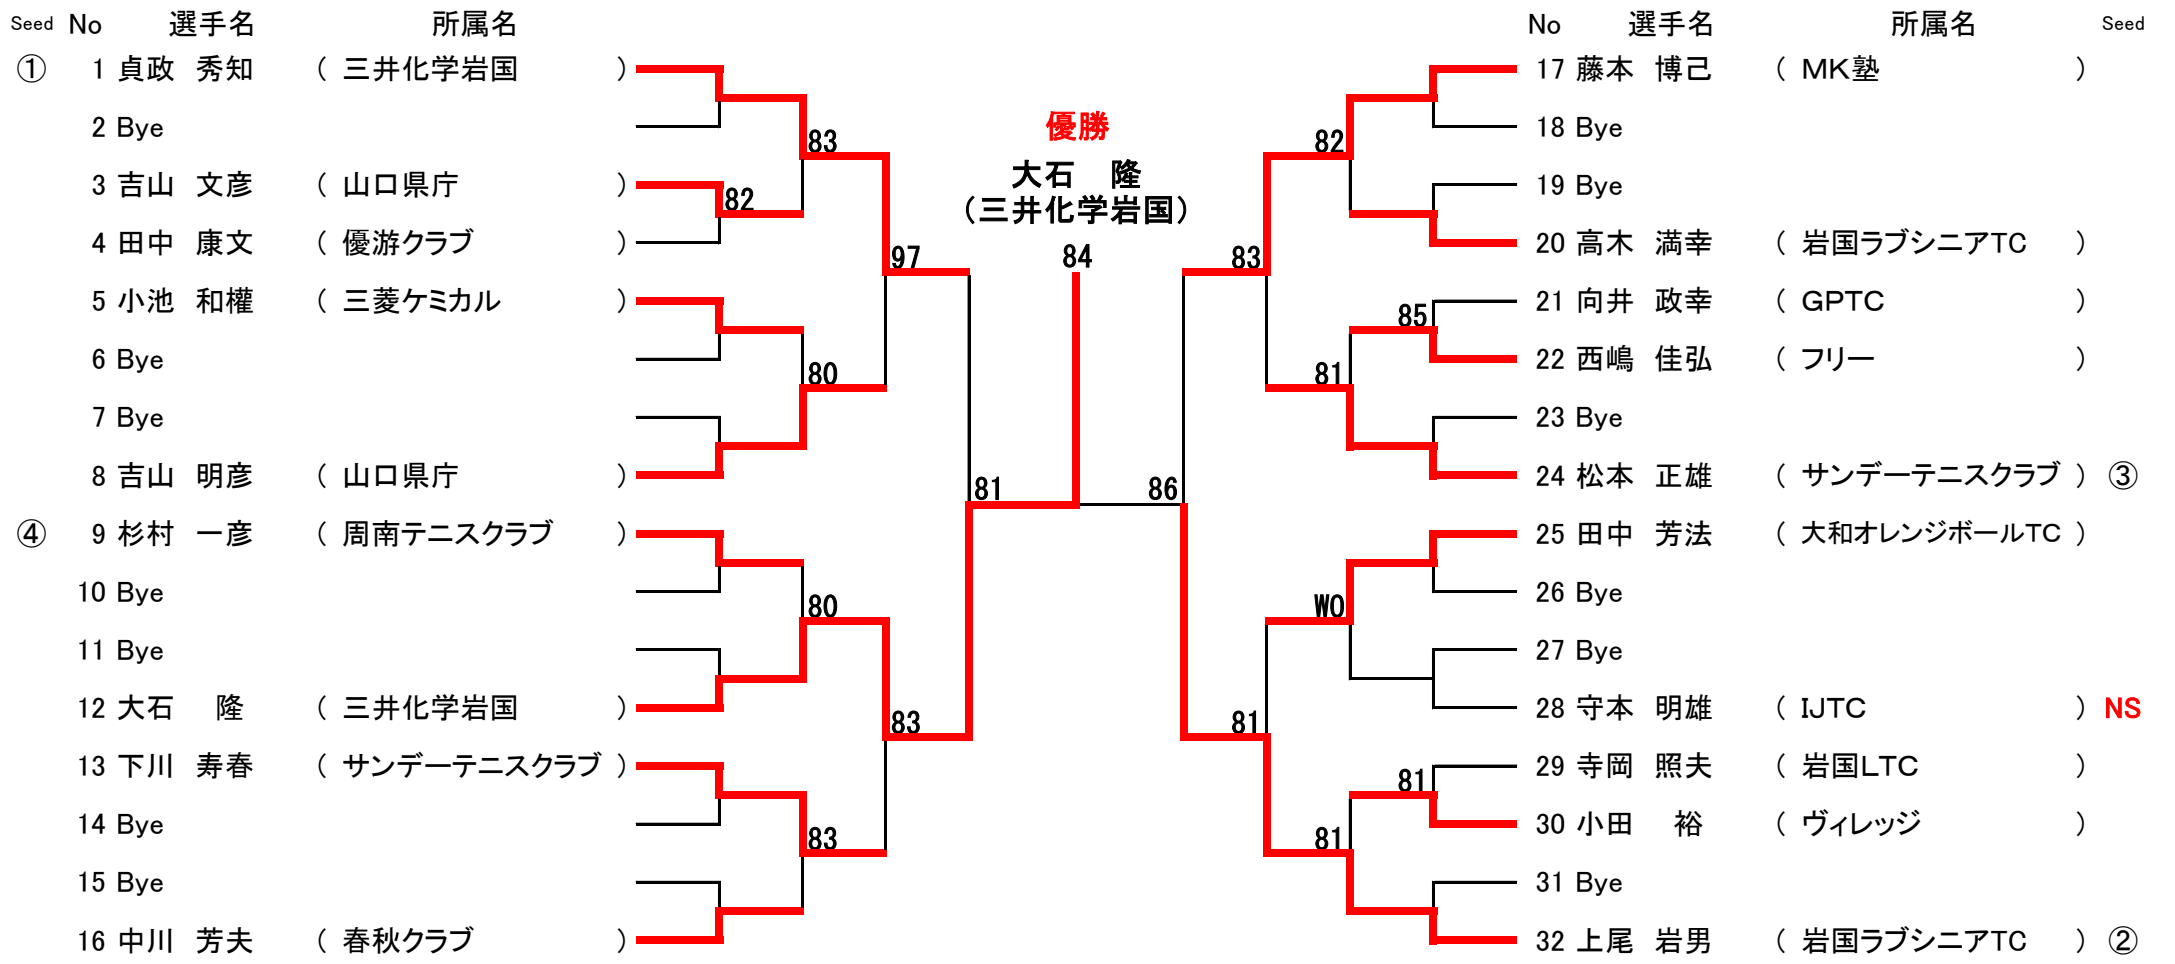 Seed No 選手名 所属名
① 1 貞政 秀知 ( 三井化学岩国 )
2 Bye
3 吉山 文彦 ( 山口県庁 )
4 田中 康文 ( 優游クラブ )
5 小池 和權 ( 三菱ケミカル )
6 Bye
7 Bye
8 吉山 明彦 ( 山口県庁 )
④ 9 杉村 一彦 ( 周南テニスクラブ )
10 Bye
11 Bye
12 大石 隆 ( 三井化学岩国 )
13 下川 寿春 ( サンデーテニスクラブ )
14 Bye
15 Bye
16 中川 芳夫 ( 春秋クラブ )
82
83
80
80
83
97
83
81
優勝
大石 隆
(三井化学岩国)
84
86
83
81
82
81
WO
81
85
81
No 選手名 所属名 Seed
17 藤本 博己 ( MK塾 )
18 Bye
19 Bye
20 高木 満幸 ( 岩国ラブシニアTC )
21 向井 政幸 ( GPTC )
22 西嶋 佳弘 ( フリー )
23 Bye
24 松本 正雄 ( サンデーテニスクラブ ) ③
25 田中 芳法 ( 大和オレンジボールTC )
26 Bye
27 Bye
28 守本 明雄 ( IJTC ) NS
29 寺岡 照夫 ( 岩国LTC )
30 小田 裕 ( ヴィレッジ )
31 Bye
32 上尾 岩男 ( 岩国ラブシニアTC ) ②